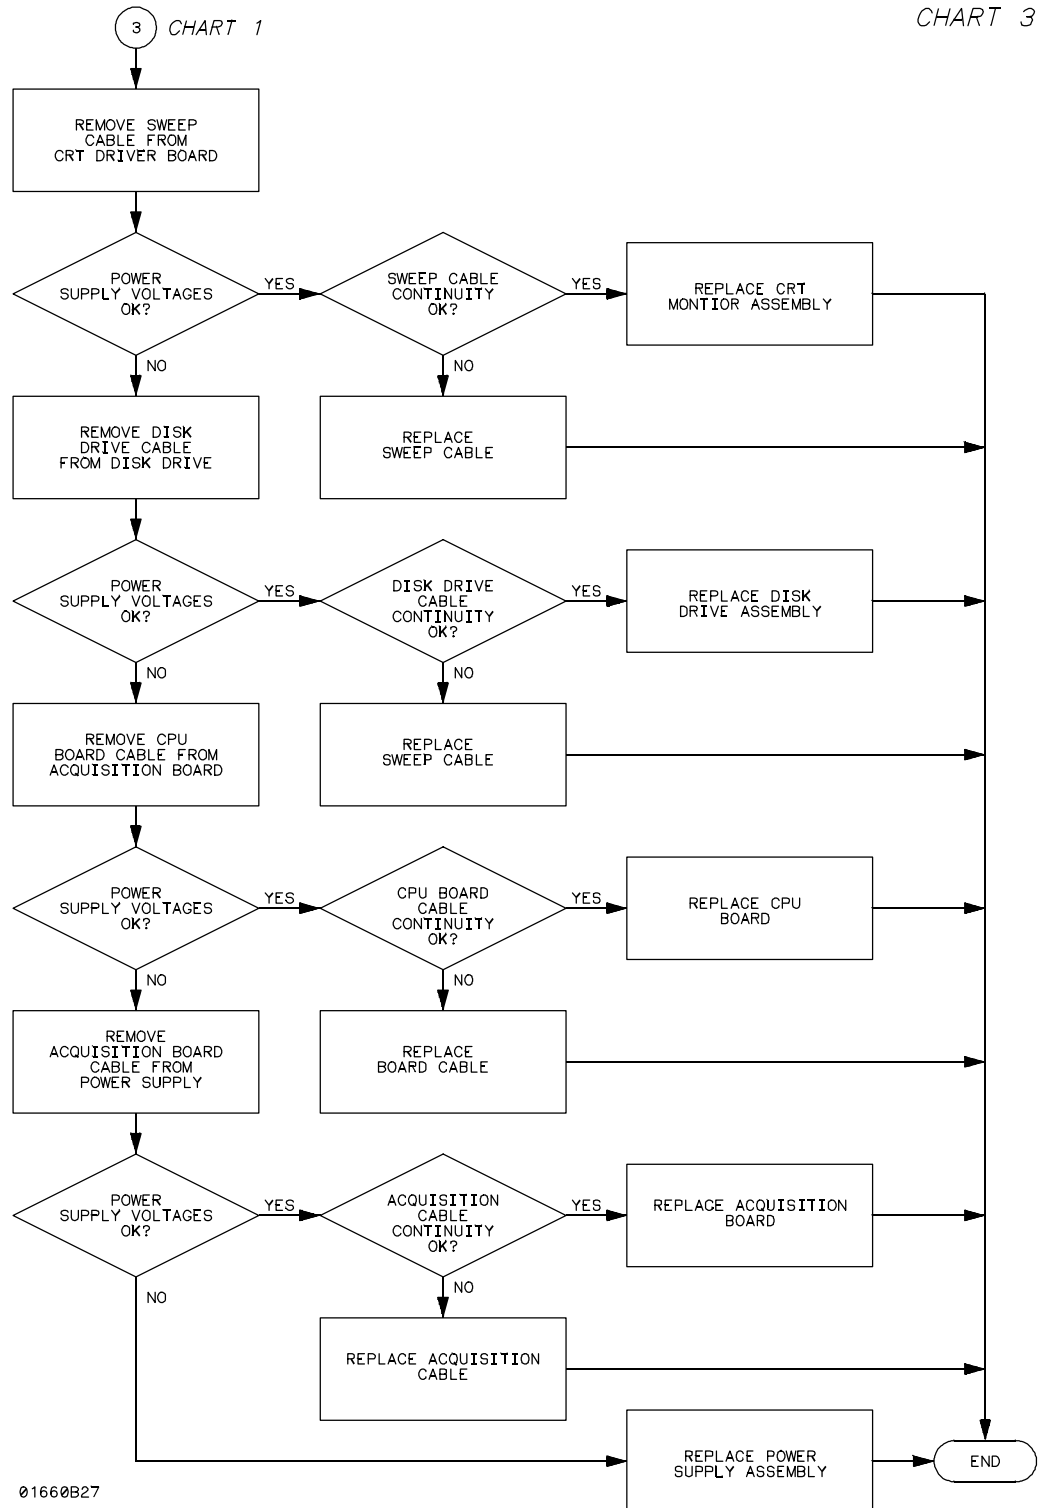 3 CHART 1
CHART 3
REMOVE SWEEP
CABLE FROM
CRT DRIVER BOARD
POWER
SUPPLY VOLTAGES
OK?
YES
SWEEP CABLE
CONTINUITY
OK?
YES
REPLACE CRT
MONTIOR ASSEMBLY
NO
NO
REMOVE DISK
DRIVE CABLE
FROM DISK DRIVE
REPLACE
SWEEP CABLE
POWER
SUPPLY VOLTAGES
OK?
YES
DISK DRIVE
CABLE
CONTINUITY
OK?
YES
REPLACE DISK
DRIVE ASSEMBLY
NO
NO
REMOVE CPU
BOARD CABLE FROM
ACQUISITION BOARD
REPLACE
SWEEP CABLE
POWER
SUPPLY VOLTAGES
OK?
YES
CPU BOARD
CABLE
CONTINUITY
OK?
YES
REPLACE CPU
BOARD
NO
NO
REMOVE
ACQUISITION BOARD
CABLE FROM
POWER SUPPLY
REPLACE
BOARD CABLE
POWER
SUPPLY VOLTAGES
OK?
YES
ACQUISITION
CABLE
CONTINUITY
OK?
YES
REPLACE ACQUISITION
BOARD
NO
NO
REPLACE ACQUISITION
CABLE
REPLACE POWER
SUPPLY ASSEMBLY
END
01660B27